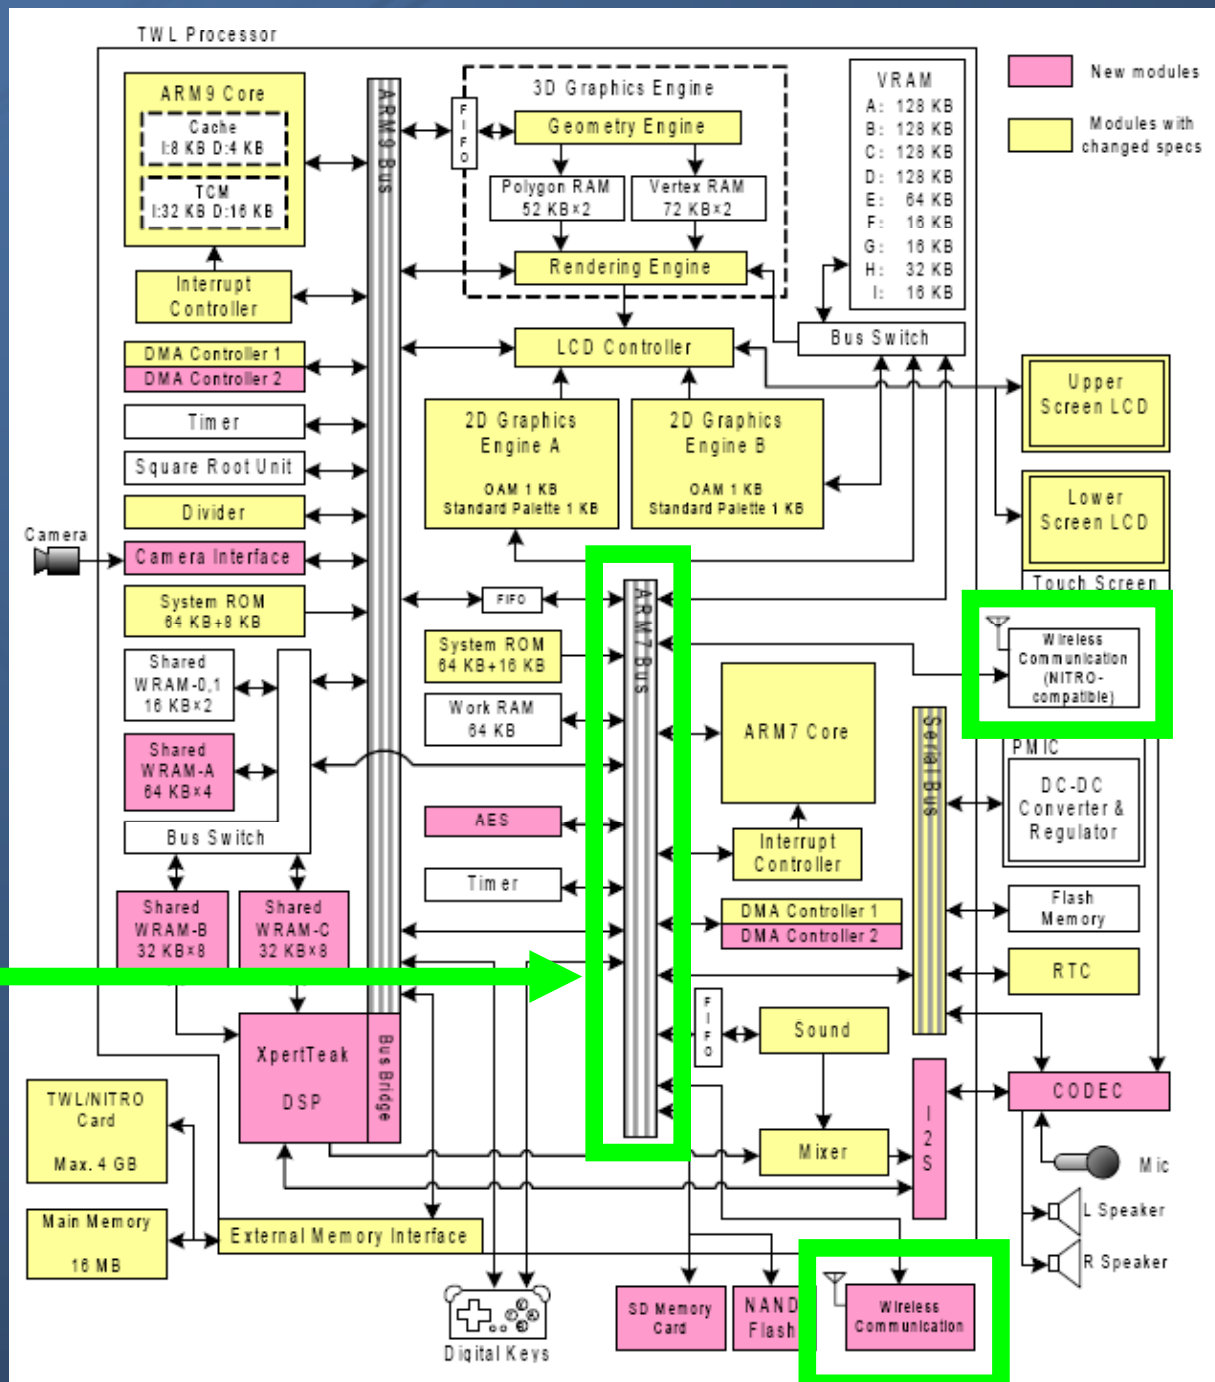 TWL Processor
New modules
Modules with
changed specs
ARM9 Core
Cache
I:8 KB D:4 KB
TCM
I:32 KB D:16 KB
ARM9 Bus
FIFO
3D Graphics Engine
Geometry Engine
Polygon RAM
52 KB×2
Vertex RAM
72 KB×2
Rendering Engine
VRAM
A: 128 KB
B: 128 KB
C: 128 KB
D: 128 KB
E: 64 KB
F: 16 KB
G: 16 KB
H: 32 KB
I: 16 KB
Interrupt
Controller
Bus Switch
LCD Controller
DMA Controller 1
DMA Controller 2
Upper
Screen LCD
Timer
2D Graphics
Engine A
OAM 1 KB
Standard Palette 1 KB
2D Graphics
Engine B
OAM 1 KB
Standard Palette 1 KB
Square Root Unit
Divider
Lower
Screen LCD
Camera
Camera Interface
Touch Screen
System ROM
64 KB+8 KB
FIFO
ARM7 Bus
System ROM
64 KB+16 KB
Wireless
Communication
(NITRO-
compatible)
Shared
WRAM-0,1
16 KB×2
Work RAM
64 KB
ARM7 Core
Serial Bus
PMIC
DC-DC
Converter &
Regulator
Shared
WRAM-A
64 KB×4
Bus Switch
AES
Interrupt
Controller
Timer
Shared
WRAM-B
32 KB×8
Shared
WRAM-C
32 KB×8
DMA Controller 1
DMA Controller 2
Flash
Memory
RTC
FIFO
Sound
XpertTeak
DSP
Bus Bridge
I2S
CODEC
TWL/NITRO
Card
Max. 4 GB
Mixer
Mic
Main Memory
16 MB
External Memory Interface
L Speaker
R Speaker
Digital Keys
SD Memory
Card
NAND
Flash
Wireless
Communication